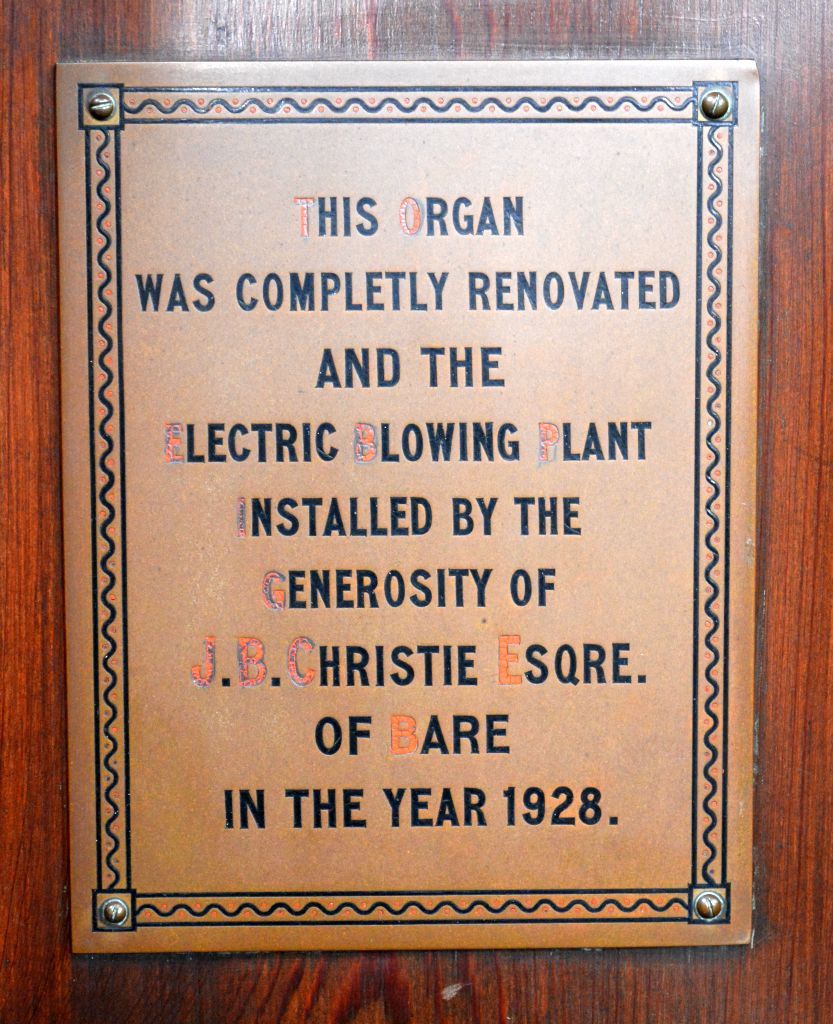 THIS ORGAN
WAS COMPLETLY RENOVATED
AND THE
ELECTRIC BLOWING PLANT
INSTALLED BY THE
GENEROSITY OF
J.B.CHRISTIE ESQRE.
OF BARE
IN THE YEAR 1928.